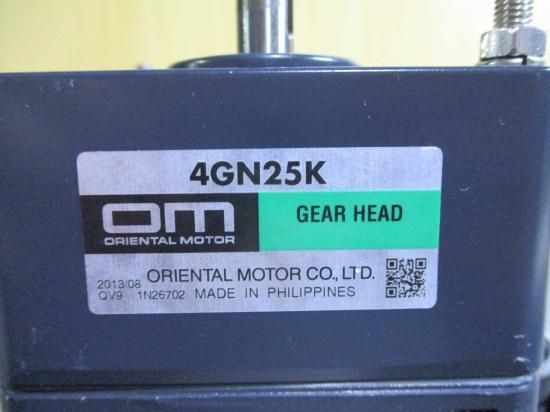 4GN25K
OM
ORIENTAL MOTOR
GEAR HEAD
2013/08 ORIENTAL MOTOR CO., LTD.
QV9 1N26702 MADE IN PHILIPPINES